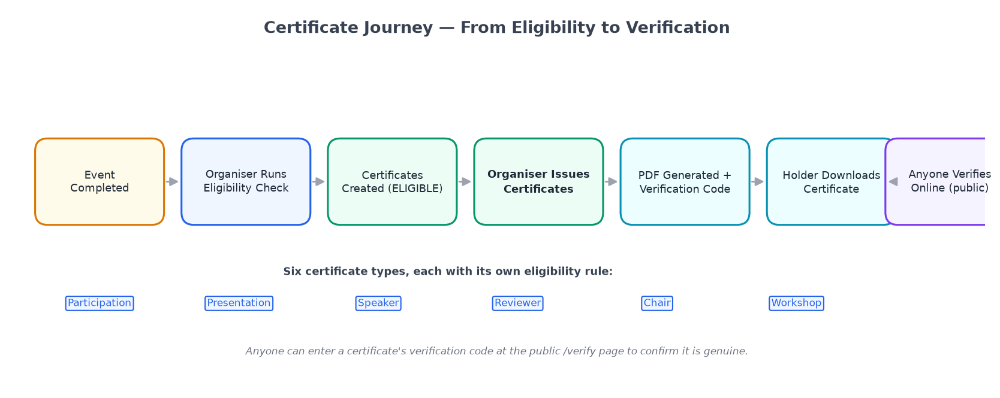 Certificate Journey — From Eligibility to Verification
Event
Completed
Organiser Runs
Eligibility Check
Certificates
Created (ELIGIBLE)
Organiser Issues
Certificates
PDF Generated +
Verification Code
Holder Downloads
Certificate
Anyone Verifies
Online (public)
Six certificate types, each with its own eligibility rule:
Participation
Presentation
Speaker
Reviewer
Chair
Workshop
Anyone can enter a certificate's verification code at the public /verify page to confirm it is genuine.